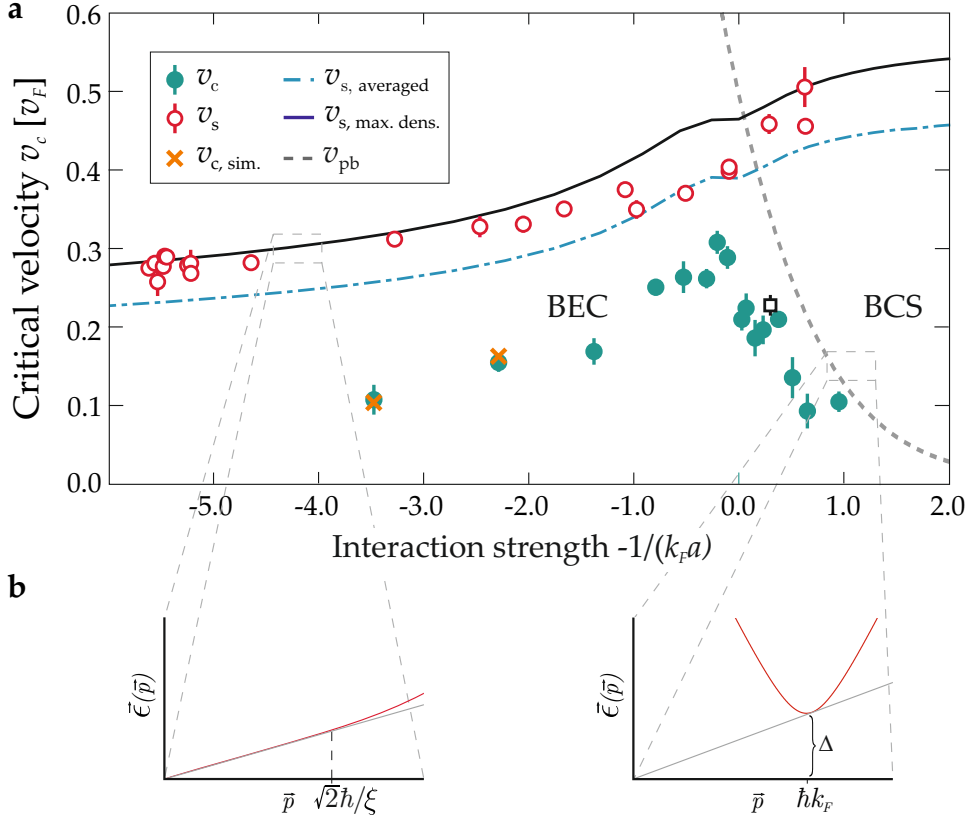 a
Critical velocity v_c [v_F]
0.6
0.5
0.4
0.3
0.2
0.1
0.0
v_c
v_s
v_c, sim.
v_s, averaged
v_s, max. dens.
v_pb
BEC
BCS
-5.0 -4.0 -3.0 -2.0 -1.0 0.0 1.0 2.0
Interaction strength -1/(k_F a)
b
ϵ⃗(p⃗)
p⃗ √2ħ/ξ
ϵ⃗(p⃗)
Δ
p⃗ ħk_F